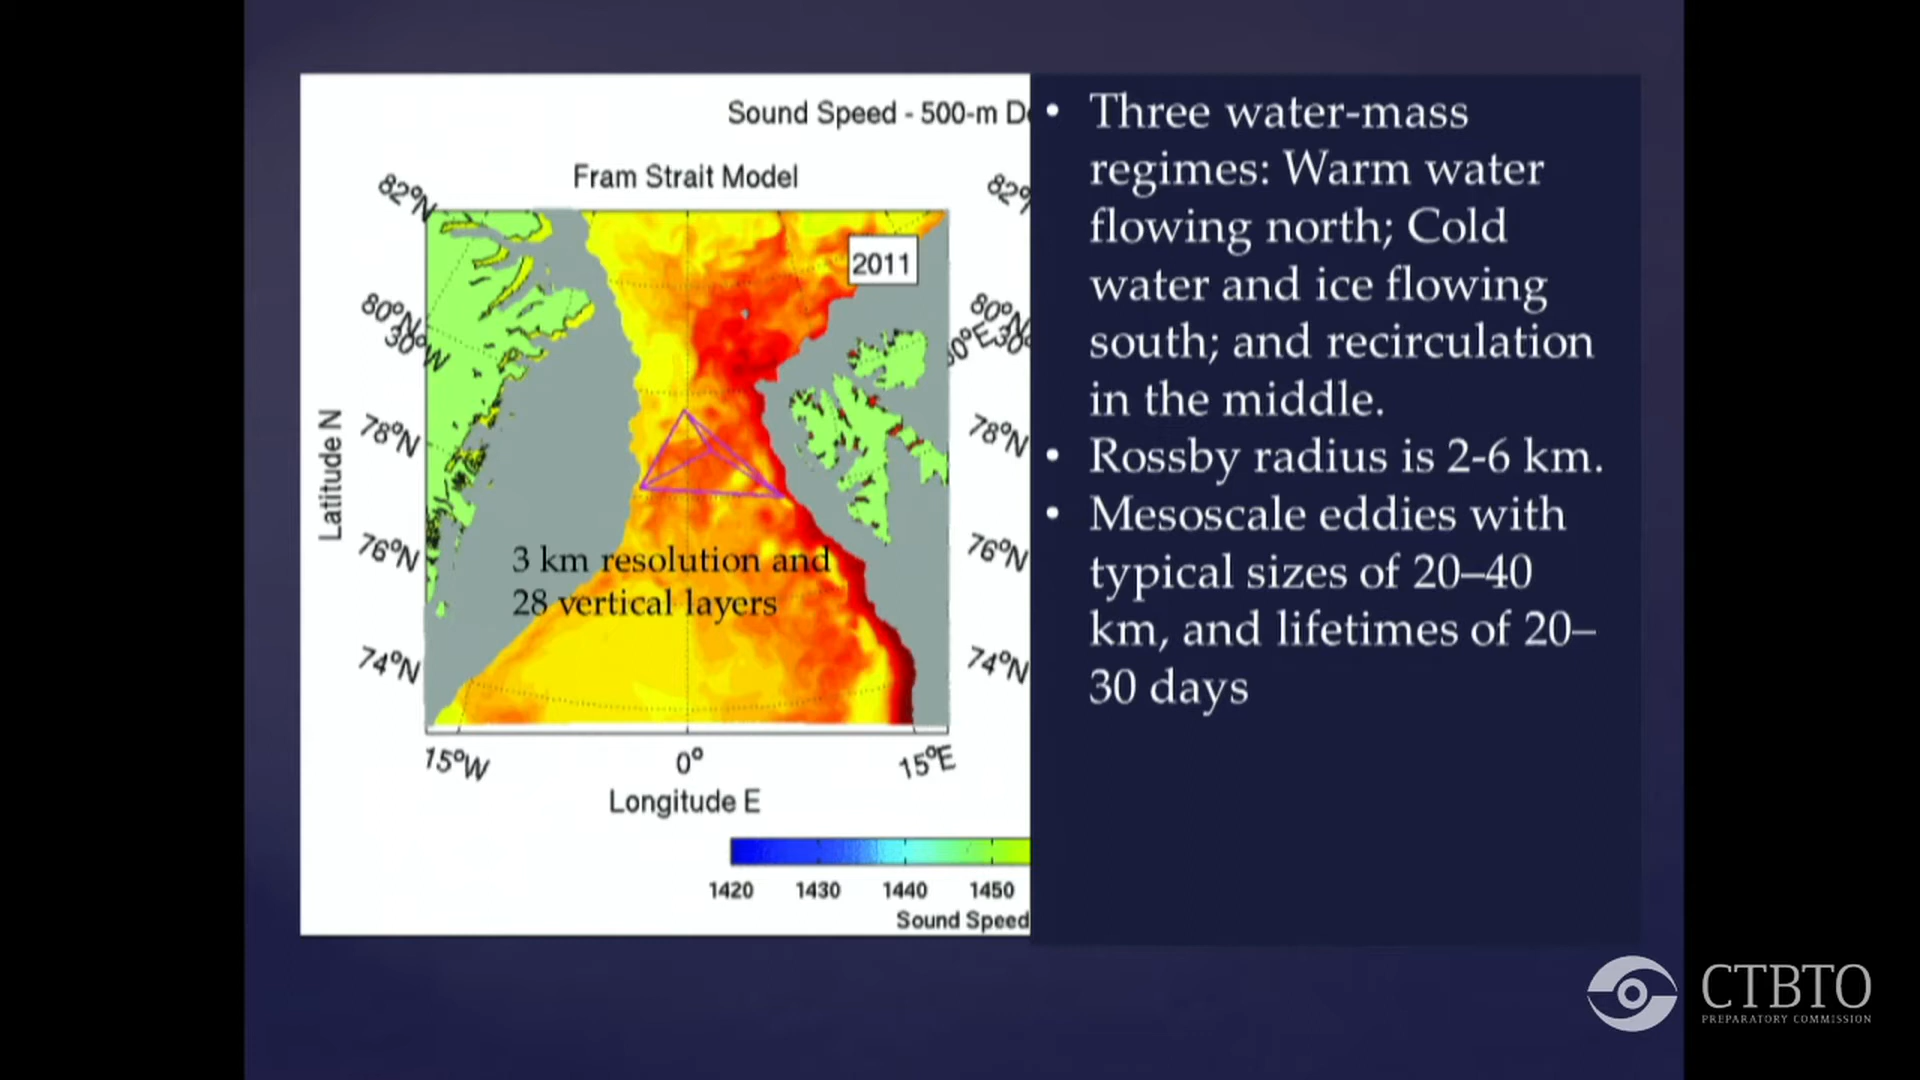 Sound Speed - 500-m D
Fram Strait Model
2011
82°N
80°N
30°W
78°N
76°N
74°N
Latitude N
15°W
0°
15°E
Longitude E
3 km resolution and
28 vertical layers
80°N
78°N
76°N
74°N
1420 1430 1440 1450
Sound Speed
• Three water-mass
regimes: Warm water
flowing north; Cold
water and ice flowing
south; and recirculation
in the middle.
• Rossby radius is 2-6 km.
• Mesoscale eddies with
typical sizes of 20–40
km, and lifetimes of 20–
30 days
CTBTO
PREPARATORY COMMISSION